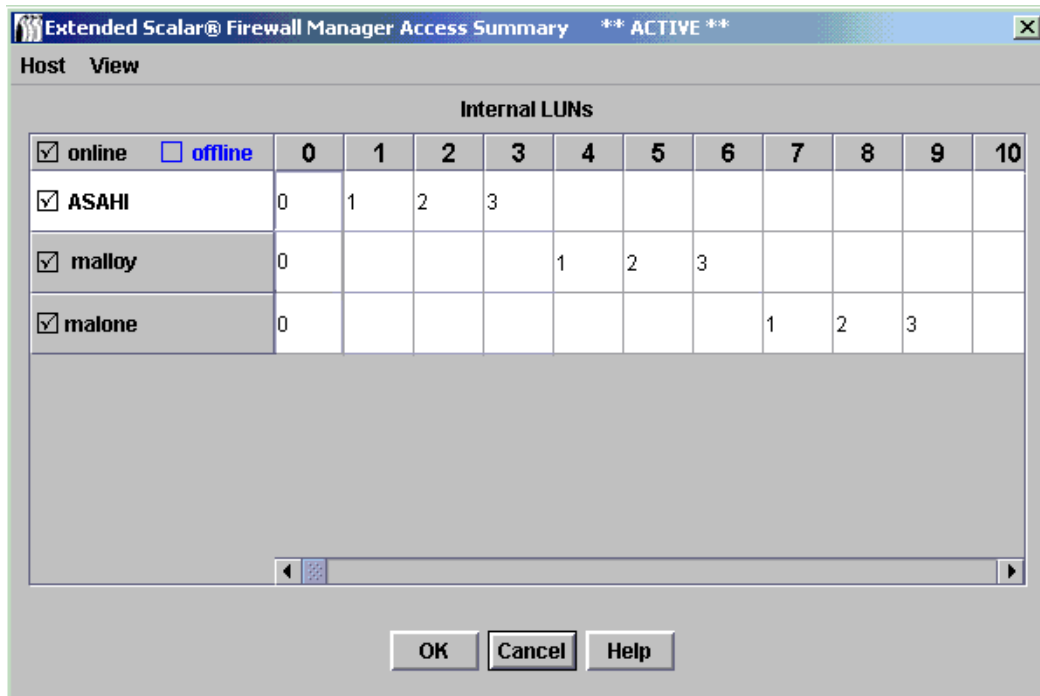 Extended Scalar® Firewall Manager Access Summary ** ACTIVE **
Host View
Internal LUNs
online offline 0 1 2 3 4 5 6 7 8 9 10
ASAHI 0 1 2 3
malloy 0 1 2 3
malone 0 1 2 3
OK Cancel Help